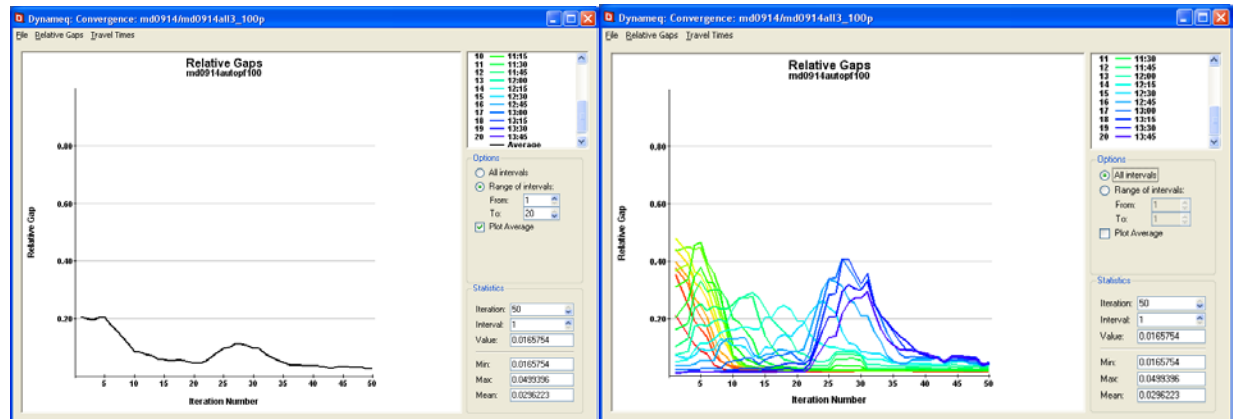 Dynameq: Convergence: md0914/md0914all3_100p
File Relative Gaps Travel Times
Relative Gaps
md0914autopf100
0.80
0.60
0.40
0.20
Relative Gap
5 10 15 20 25 30 35 40 45 50
Iteration Number
10 11:15
11 11:30
12 11:45
13 12:00
14 12:15
15 12:30
16 12:45
17 13:00
18 13:15
19 13:30
20 13:45
Average
Options
All intervals
Range of intervals:
From: 1
To: 20
Plot Average
Statistics
Iteration: 50
Interval: 1
Value: 0.0165754
Min: 0.0165754
Max: 0.0499396
Mean: 0.0296223
Dynameq: Convergence: md0914/md0914all3_100p
File Relative Gaps Travel Times
Relative Gaps
md0914autopf100
0.80
0.60
0.40
0.20
Relative Gap
5 10 15 20 25 30 35 40 45 50
Iteration Number
11 11:30
12 11:45
13 12:00
14 12:15
15 12:30
16 12:45
17 13:00
18 13:15
19 13:30
20 13:45
Options
All intervals
Range of intervals:
From: 1
To: 1
Plot Average
Statistics
Iteration: 50
Interval: 1
Value: 0.0165754
Min: 0.0165754
Max: 0.0499396
Mean: 0.0296223